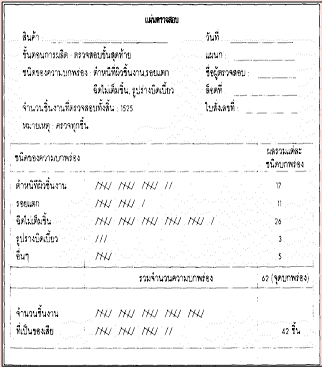 แผ่นตรวจสอบ
สินค้า : วันที่
ขั้นตอนการผลิต : ตรวจสอบขั้นสุดท้าย แผนก :
ชนิดของความบกพร่อง : ตำหนิที่ผิวชิ้นงาน,รอยแตก ชื่อผู้ตรวจสอบ :
ฉีดไม่เต็มชิ้น, รูปร่างบิดเบี้ยว ล็อตที่ :
จำนวนชิ้นงานที่ตรวจสอบทั้งสิ้น : 1525 ใบสั่งเลขที่ :
หมายเหตุ : ตรวจทุกชิ้น
ชนิดของความบกพร่อง ผลรวมแต่ละ
ชนิดบกพร่อง
ตำหนิที่ผิวชิ้นงาน //// //// //// // 17
รอยแตก //// //// / 11
ฉีดไม่เต็มชิ้น //// //// //// //// //// / 26
รูปร่างบิดเบี้ยว /// 3
อื่นๆ //// 5
รวมจำนวนความบกพร่อง 62 (จุดบกพร่อง)
จำนวนชิ้นงาน //// //// //// //// ////
ที่เป็นของเสีย //// //// //// // 42 ชิ้น